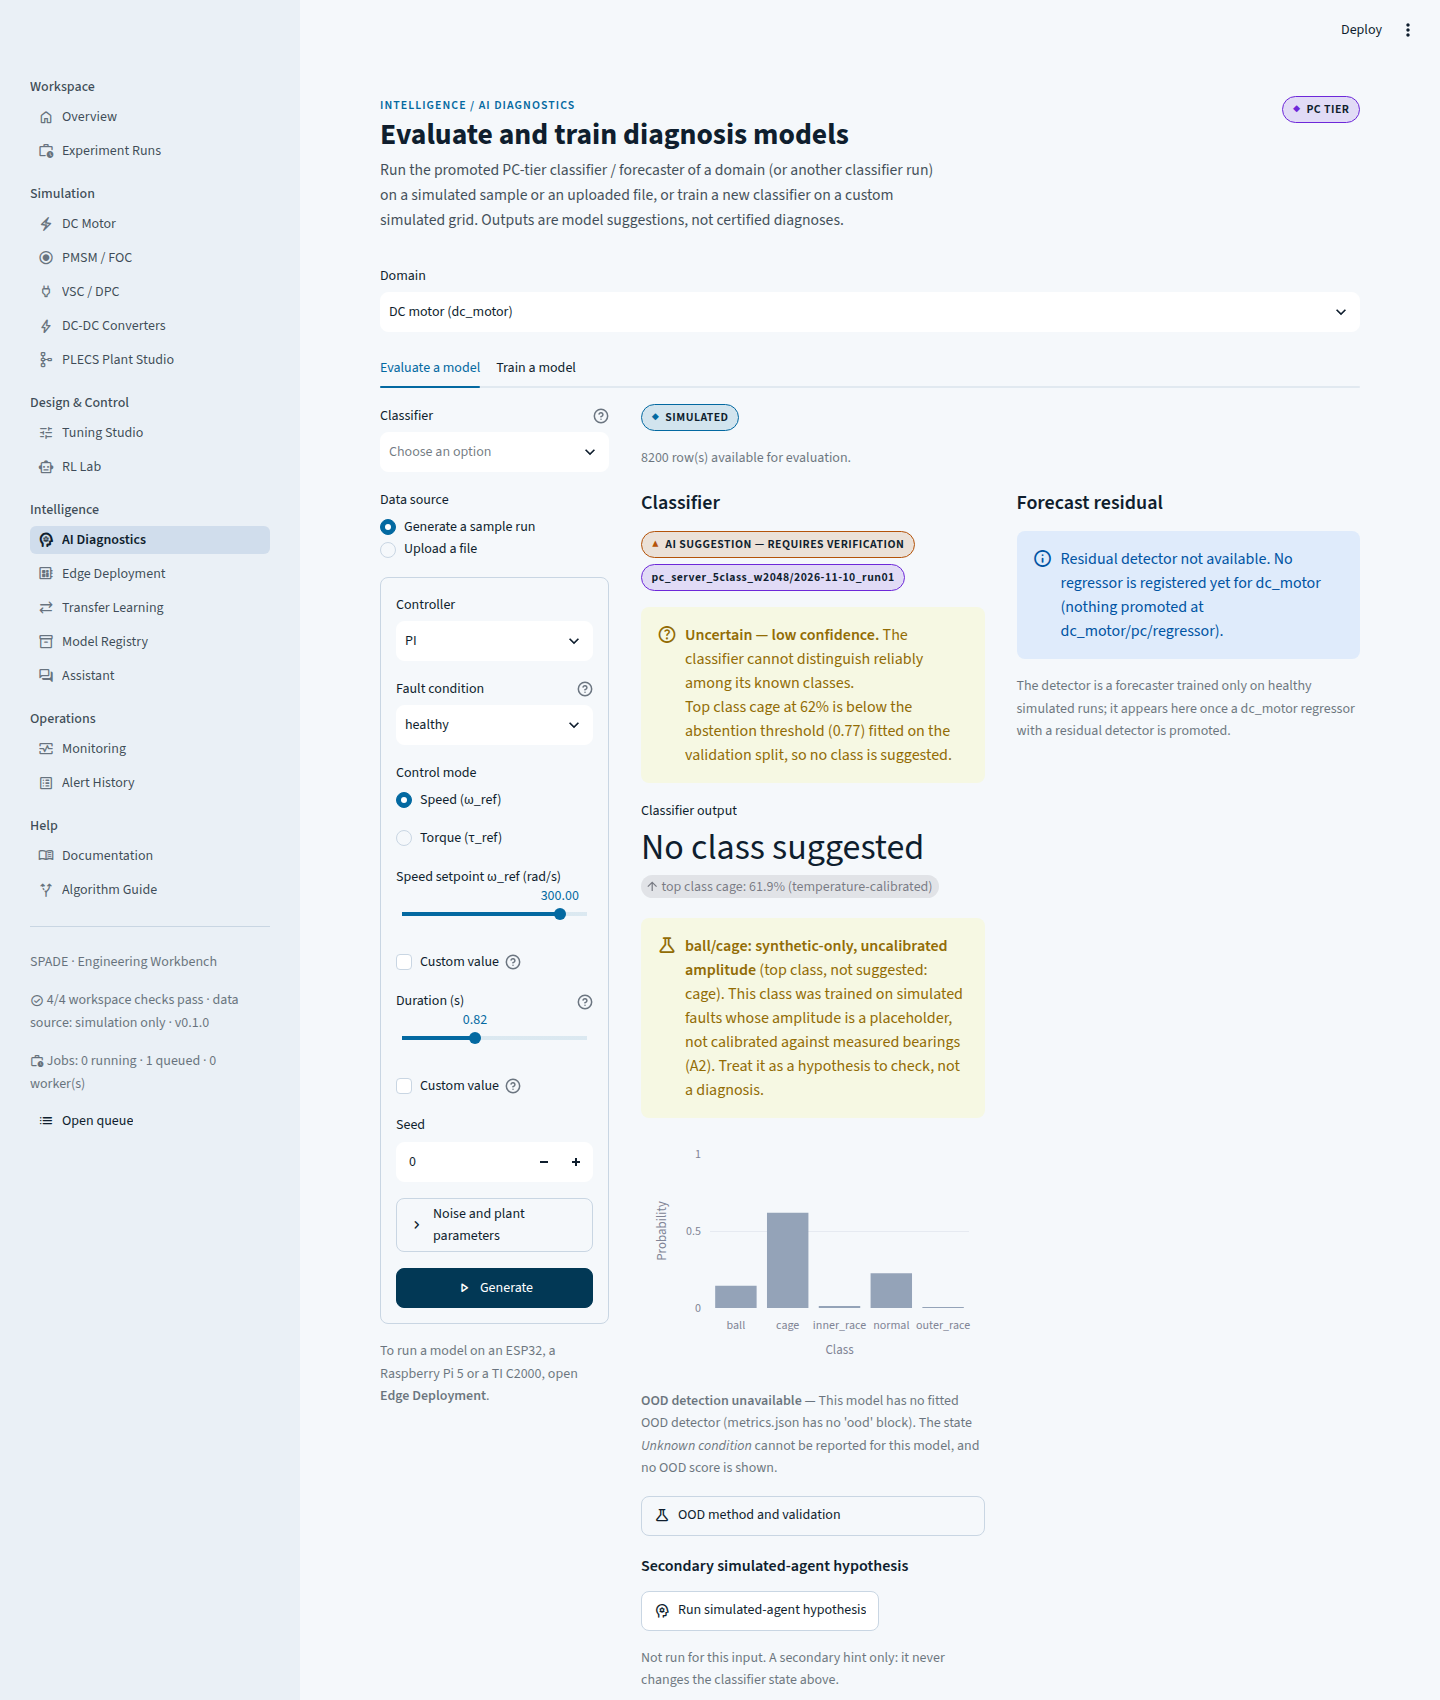 Deploy
Workspace
Overview
Experiment Runs
Simulation
DC Motor
PMSM / FOC
VSC / DPC
DC-DC Converters
PLECS Plant Studio
Design & Control
Tuning Studio
RL Lab
Intelligence
AI Diagnostics
Edge Deployment
Transfer Learning
Model Registry
Assistant
Operations
Monitoring
Alert History
Help
Documentation
Algorithm Guide
SPADE · Engineering Workbench
4/4 workspace checks pass · data
source: simulation only · v0.1.0
Jobs: 0 running · 1 queued · 0
worker(s)
Open queue
INTELLIGENCE / AI DIAGNOSTICS
PC TIER
Evaluate and train diagnosis models
Run the promoted PC-tier classifier / forecaster of a domain (or another classifier run)
on a simulated sample or an uploaded file, or train a new classifier on a custom
simulated grid. Outputs are model suggestions, not certified diagnoses.
Domain
DC motor (dc_motor)
Evaluate a model
Train a model
Classifier
Choose an option
Data source
Generate a sample run
Upload a file
Controller
PI
Fault condition
healthy
Control mode
Speed (ω_ref)
Torque (τ_ref)
Speed setpoint ω_ref (rad/s)
300.00
Custom value
Duration (s)
0.82
Custom value
Seed
0
Noise and plant
parameters
Generate
To run a model on an ESP32, a
Raspberry Pi 5 or a TI C2000, open
Edge Deployment.
SIMULATED
8200 row(s) available for evaluation.
Classifier
AI SUGGESTION — REQUIRES VERIFICATION
pc_server_5class_w2048/2026-11-10_run01
Uncertain — low confidence. The
classifier cannot distinguish reliably
among its known classes.
Top class cage at 62% is below the
abstention threshold (0.77) fitted on the
validation split, so no class is suggested.
Classifier output
No class suggested
↑ top class cage: 61.9% (temperature-calibrated)
ball/cage: synthetic-only, uncalibrated
amplitude (top class, not suggested:
cage). This class was trained on simulated
faults whose amplitude is a placeholder,
not calibrated against measured bearings
(A2). Treat it as a hypothesis to check, not
a diagnosis.
1
0.5
0
Probability
ball
cage
inner_race
normal
outer_race
Class
OOD detection unavailable — This model has no fitted
OOD detector (metrics.json has no 'ood' block). The state
Unknown condition cannot be reported for this model, and
no OOD score is shown.
OOD method and validation
Secondary simulated-agent hypothesis
Run simulated-agent hypothesis
Not run for this input. A secondary hint only: it never
changes the classifier state above.
Forecast residual
Residual detector not available. No
regressor is registered yet for dc_motor
(nothing promoted at
dc_motor/pc/regressor).
The detector is a forecaster trained only on healthy
simulated runs; it appears here once a dc_motor regressor
with a residual detector is promoted.